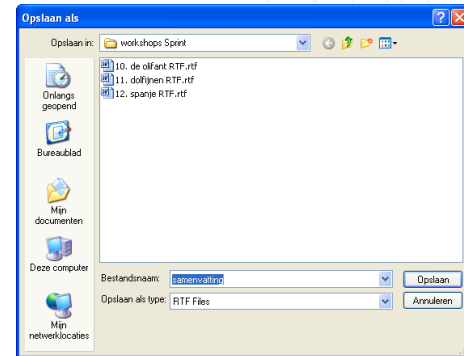 Opslaan als
Opslaan in:
workshops Sprint
10. de olifant RTF.rtf
11. dolfijnen RTF.rtf
12. spanje RTF.rtf
Onlangs
geopend
Bureaublad
Mijn
documenten
Deze computer
Mijn
netwerklocaties
Bestandsnaam:
samenvatting
Opslaan
Opslaan als type:
RTF Files
Annuleren